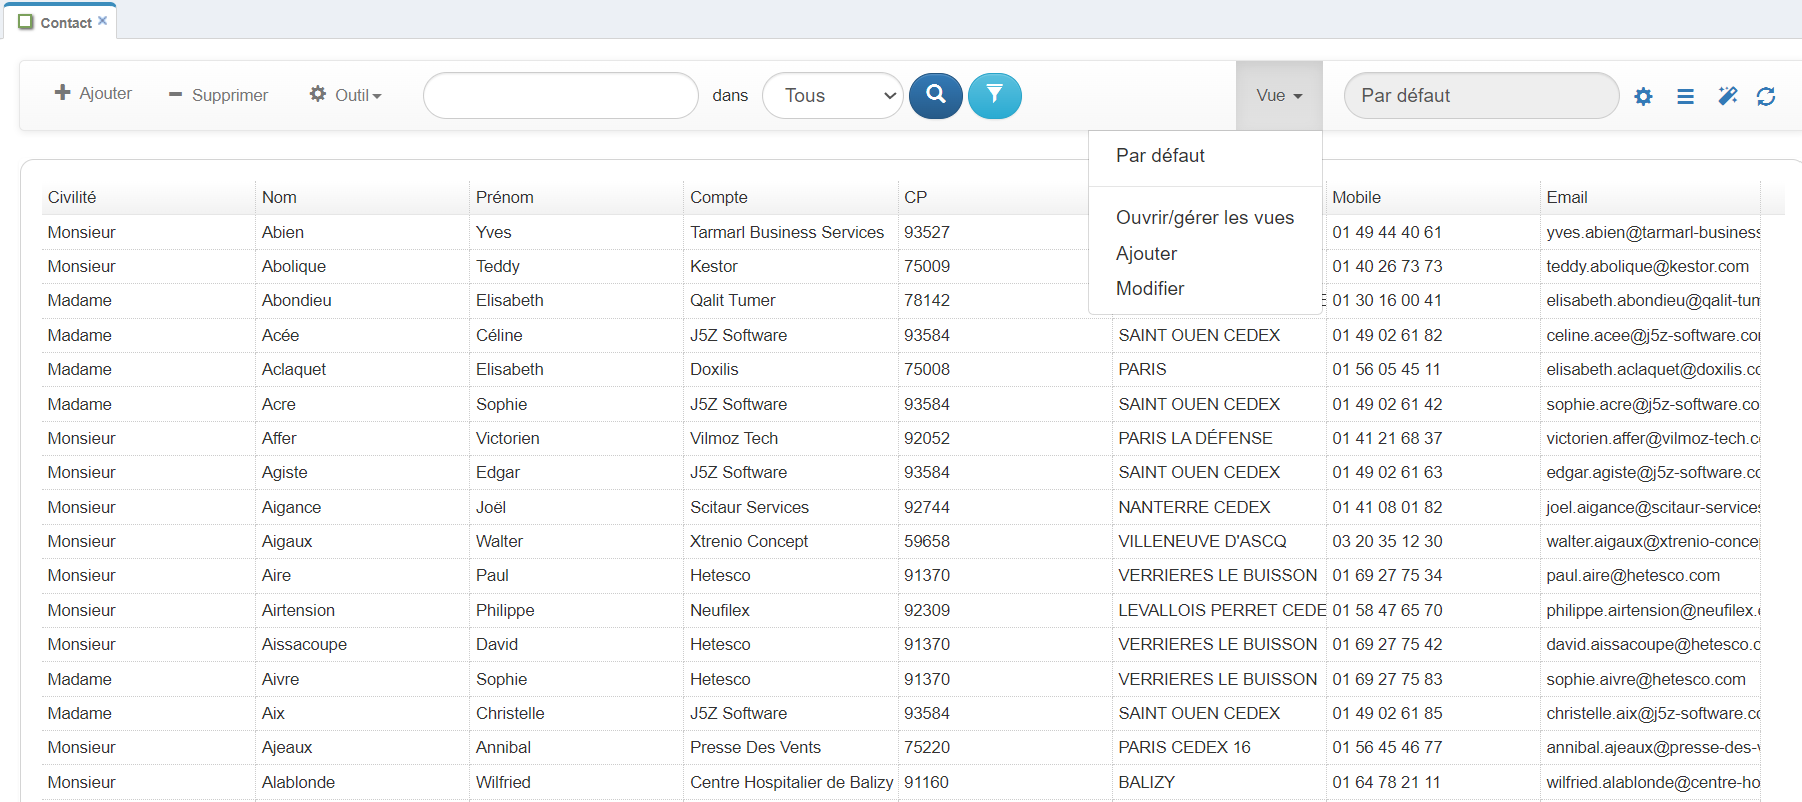 Contact
Ajouter Supprimer Outil dans Tous Vue Par défaut
Par défaut
Ouvrir/gérer les vues
Ajouter
Modifier
Civilité Nom Prénom Compte CP Mobile Email
Monsieur Abien Yves Tarmarl Business Services 93527 01 49 44 40 61 yves.abien@tarmarl-business
Monsieur Abolique Teddy Kestor 75009 01 40 26 73 73 teddy.abolique@kestor.com
Madame Abondieu Elisabeth Qalit Tumer 78142 01 30 16 00 41 elisabeth.abondieu@qalit-tum
Madame Acée Céline J5Z Software 93584 SAINT OUEN CEDEX 01 49 02 61 82 celine.acee@j5z-software.co
Madame Aclaquet Elisabeth Doxilis 75008 PARIS 01 56 05 45 11 elisabeth.aclaquet@doxilis.co
Madame Acre Sophie J5Z Software 93584 SAINT OUEN CEDEX 01 49 02 61 42 sophie.acre@j5z-software.co
Monsieur Affer Victorien Vilmoz Tech 92052 PARIS LA DÉFENSE 01 41 21 68 37 victorien.affer@vilmoz-tech.c
Monsieur Agiste Edgar J5Z Software 93584 SAINT OUEN CEDEX 01 49 02 61 63 edgar.agiste@j5z-software.co
Monsieur Aigance Joël Scitaur Services 92744 NANTERRE CEDEX 01 41 08 01 82 joel.aigance@scitaur-services
Monsieur Aigaux Walter Xtrenio Concept 59658 VILLENEUVE D'ASCQ 03 20 35 12 30 walter.aigaux@xtrenio-conce
Monsieur Aire Paul Hetesco 91370 VERRIERES LE BUISSON 01 69 27 75 34 paul.aire@hetesco.com
Monsieur Airtension Philippe Neufilex 92309 LEVALLOIS PERRET CEDE 01 58 47 65 70 philippe.airtension@neufilex.
Monsieur Aissacoupe David Hetesco 91370 VERRIERES LE BUISSON 01 69 27 75 42 david.aissacoupe@hetesco.c
Madame Aivre Sophie Hetesco 91370 VERRIERES LE BUISSON 01 69 27 75 83 sophie.aivre@hetesco.com
Madame Aix Christelle J5Z Software 93584 SAINT OUEN CEDEX 01 49 02 61 85 christelle.aix@j5z-software.co
Monsieur Ajeaux Annibal Presse Des Vents 75220 PARIS CEDEX 16 01 56 45 46 77 annibal.ajeaux@presse-des-v
Monsieur Alablonde Wilfried Centre Hospitalier de Balizy 91160 BALIZY 01 64 78 21 11 wilfried.alablonde@centre-ho